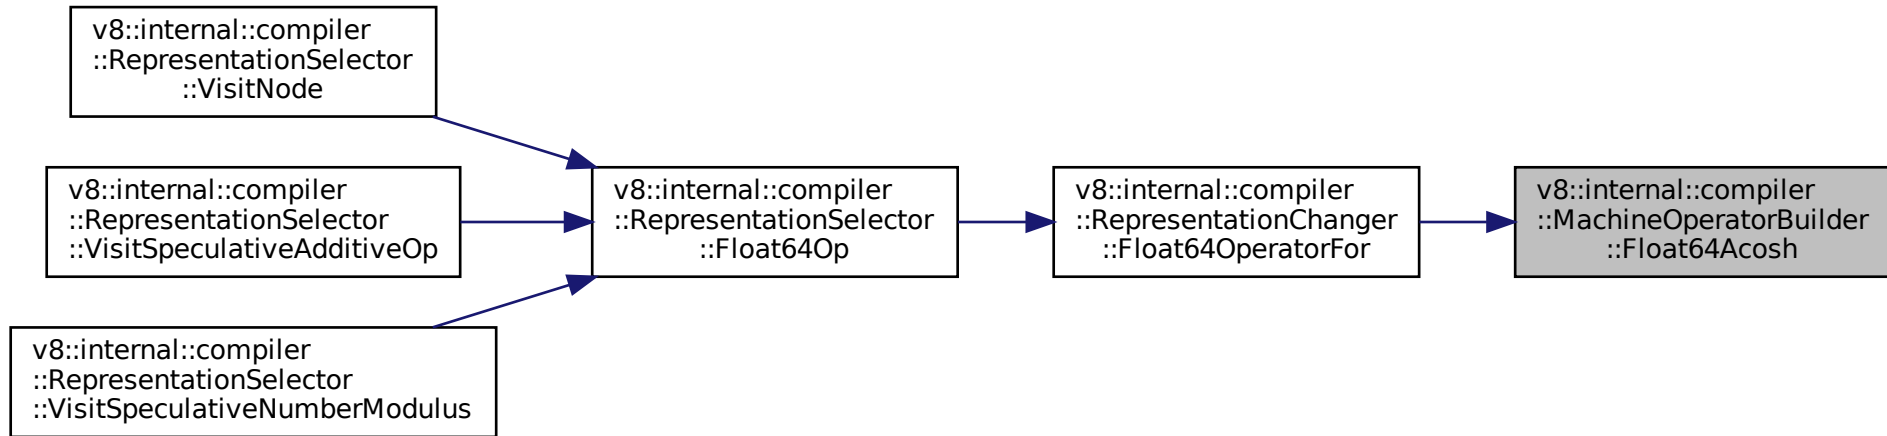 v8::internal::compiler
::RepresentationSelector
::VisitNode
v8::internal::compiler
::RepresentationSelector
::VisitSpeculativeAdditiveOp
v8::internal::compiler
::RepresentationSelector
::VisitSpeculativeNumberModulus
v8::internal::compiler
::RepresentationSelector
::Float64Op
v8::internal::compiler
::RepresentationChanger
::Float64OperatorFor
v8::internal::compiler
::MachineOperatorBuilder
::Float64Acosh